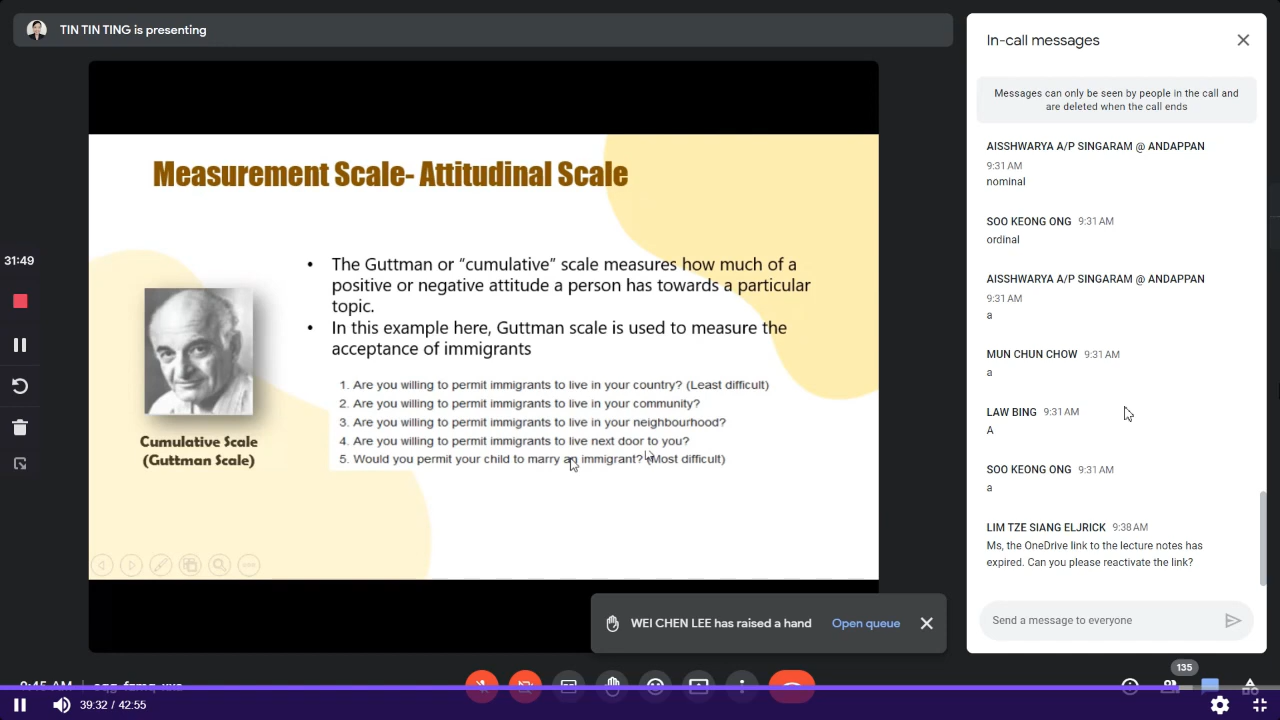 TIN TIN TING is presenting
Measurement Scale- Attitudinal Scale
• The Guttman or “cumulative” scale measures how much of a
positive or negative attitude a person has towards a particular
topic.
• In this example here, Guttman scale is used to measure the
acceptance of immigrants
1. Are you willing to permit immigrants to live in your country? (Least difficult)
2. Are you willing to permit immigrants to live in your community?
3. Are you willing to permit immigrants to live in your neighbourhood?
4. Are you willing to permit immigrants to live next door to you?
5. Would you permit your child to marry an immigrant? (Most difficult)
Cumulative Scale
(Guttman Scale)
31:49
WEI CHEN LEE has raised a hand Open queue
In-call messages
Messages can only be seen by people in the call and
are deleted when the call ends
AISSHWARYA A/P SINGARAM @ ANDAPPAN
9:31 AM
nominal
SOO KEONG ONG 9:31 AM
ordinal
AISSHWARYA A/P SINGARAM @ ANDAPPAN
9:31 AM
a
MUN CHUN CHOW 9:31 AM
a
LAW BING 9:31 AM
A
SOO KEONG ONG 9:31 AM
a
LIM TZE SIANG ELJRICK 9:38 AM
Ms, the OneDrive link to the lecture notes has
expired. Can you please reactivate the link?
Send a message to everyone
135
39:32 / 42:55